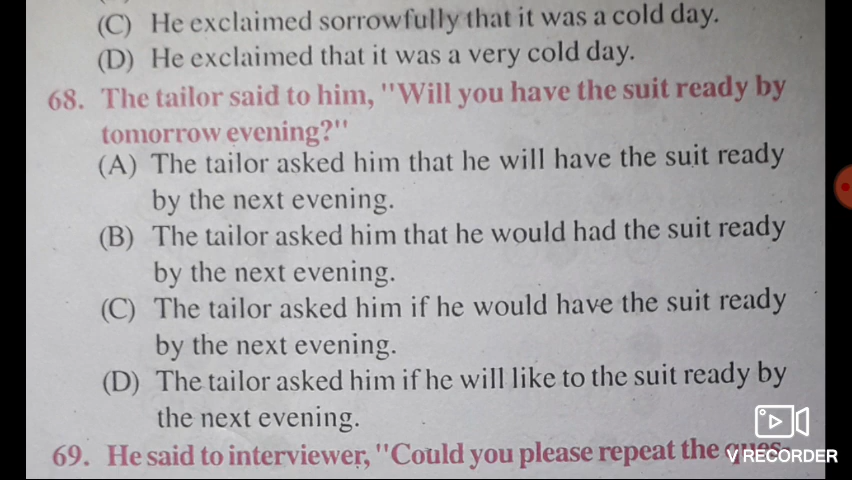 (C) He exclaimed sorrowfully that it was a cold day.
(D) He exclaimed that it was a very cold day.
68. The tailor said to him, "Will you have the suit ready by
tomorrow evening?"
(A) The tailor asked him that he will have the suit ready
by the next evening.
(B) The tailor asked him that he would had the suit ready
by the next evening.
(C) The tailor asked him if he would have the suit ready
by the next evening.
(D) The tailor asked him if he will like to the suit ready by
the next evening.
69. He said to interviewer, "Could you please repeat the
V RECORDER